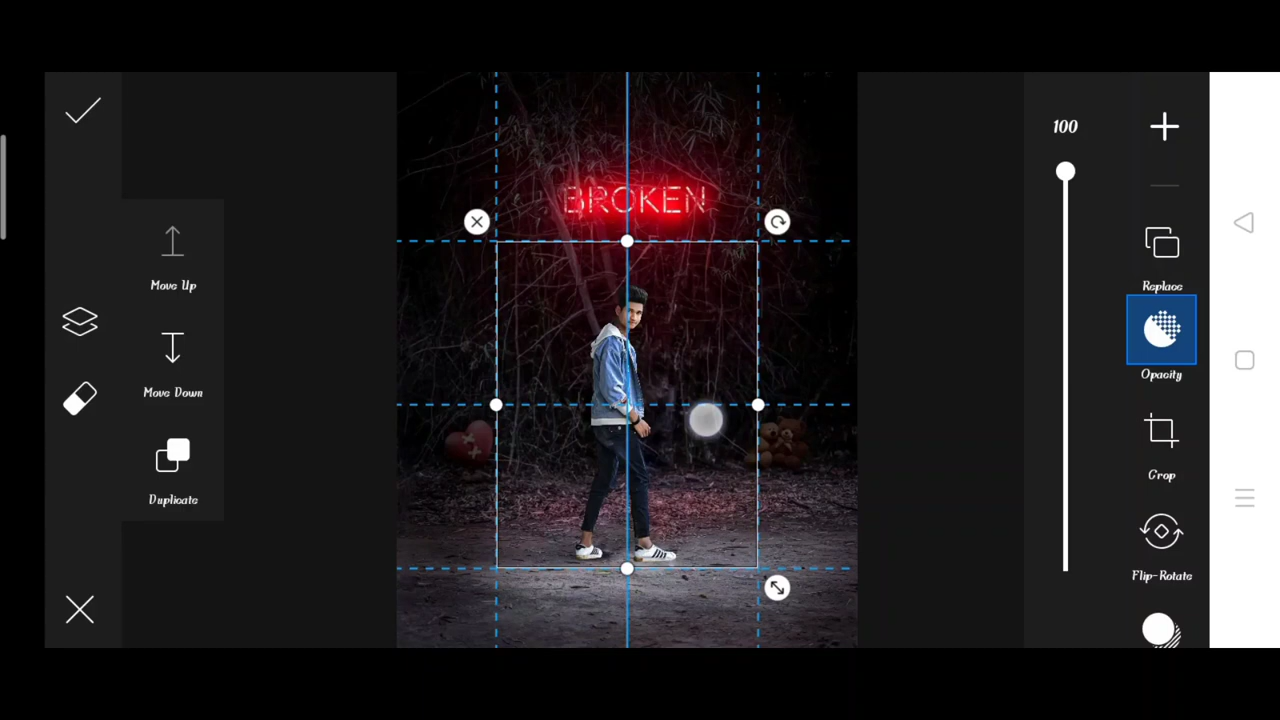 100
BROKEN
Move Up
Replace
Move Down
Opacity
Crop
Duplicate
Flip-Rotate